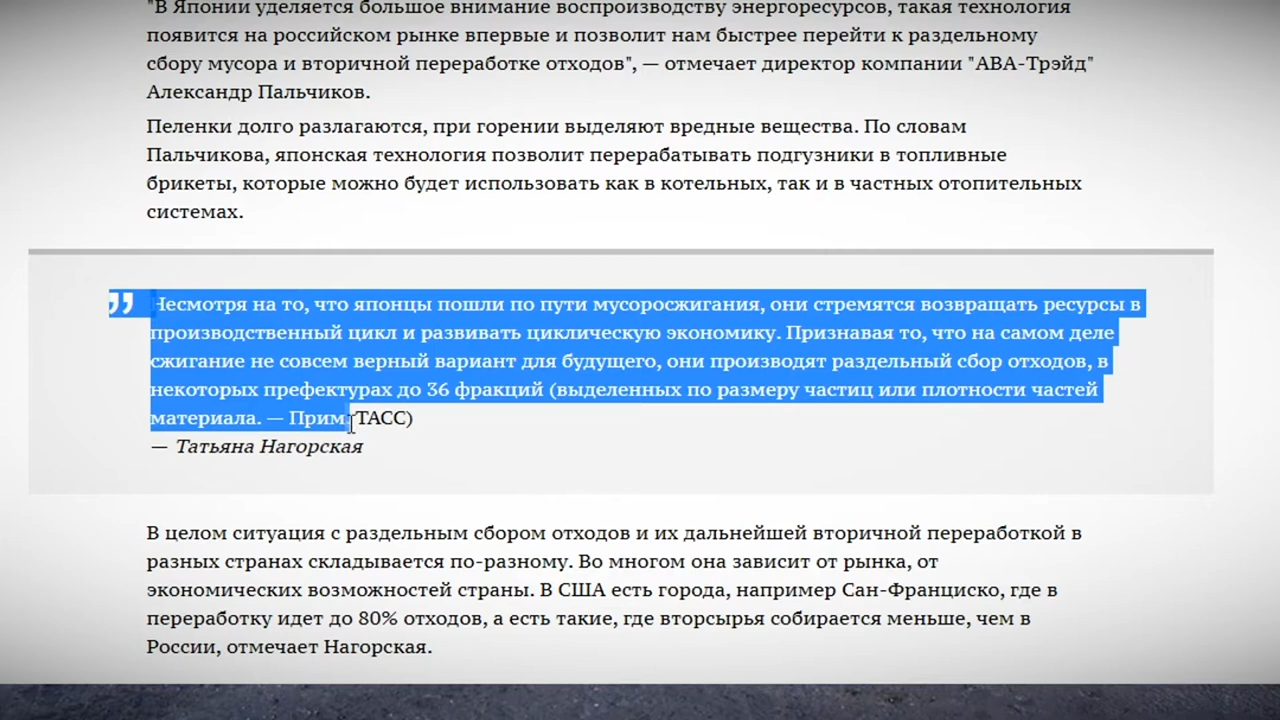 "В Японии уделяется большое внимание воспроизводству энергоресурсов, такая технология
появится на российском рынке впервые и позволит нам быстрее перейти к раздельному
сбору мусора и вторичной переработке отходов", — отмечает директор компании "АВА-Трэйд"
Александр Пальчиков.
Пеленки долго разлагаются, при горении выделяют вредные вещества. По словам
Пальчикова, японская технология позволит перерабатывать подгузники в топливные
брикеты, которые можно будет использовать как в котельных, так и в частных отопительных
системах.
” Несмотря на то, что японцы пошли по пути мусоросжигания, они стремятся возвращать ресурсы в
производственный цикл и развивать циклическую экономику. Признавая то, что на самом деле
сжигание не совсем верный вариант для будущего, они производят раздельный сбор отходов, в
некоторых префектурах до 36 фракций (выделенных по размеру частиц или плотности частей
материала. — Прим. ТАСС)
— Татьяна Нагорская
В целом ситуация с раздельным сбором отходов и их дальнейшей вторичной переработкой в
разных странах складывается по-разному. Во многом она зависит от рынка, от
экономических возможностей страны. В США есть города, например Сан-Франциско, где в
переработку идет до 80% отходов, а есть такие, где вторсырья собирается меньше, чем в
России, отмечает Нагорская.